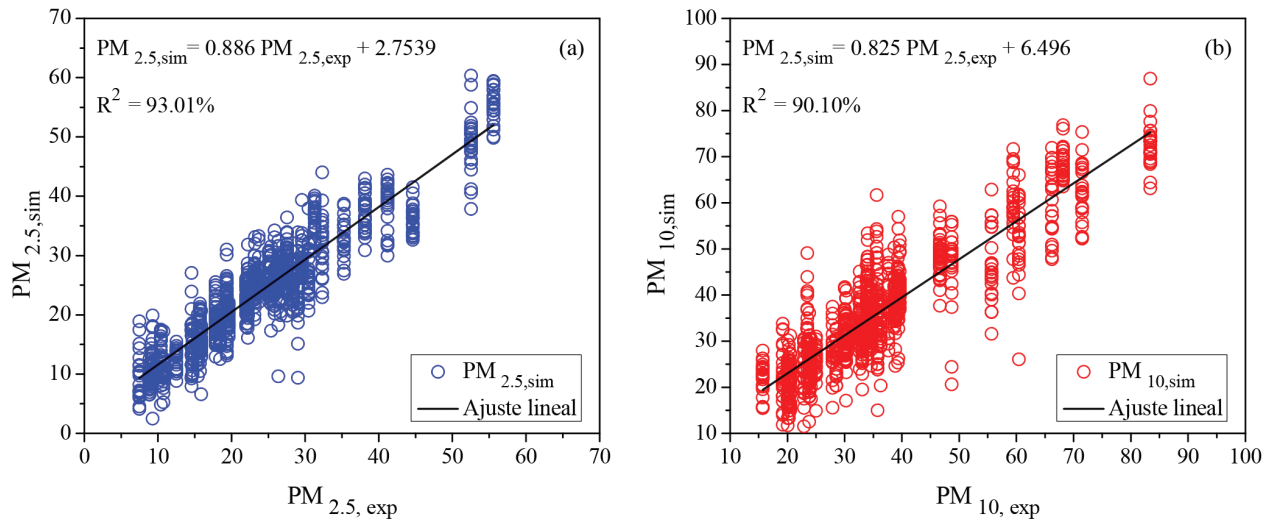 PM 2.5,sim = 0.886 PM 2.5,exp + 2.7539
(a)
R² = 93.01%
70
60
50
40
30
20
10
0
PM 2.5,sim
PM 2.5,sim
Ajuste lineal
0 10 20 30 40 50 60 70
PM 2.5, exp
PM 2.5,sim = 0.825 PM 2.5,exp + 6.496
(b)
R² = 90.10%
100
90
80
70
60
50
40
30
20
10
PM 10,sim
PM 10,sim
Ajuste lineal
10 20 30 40 50 60 70 80 90 100
PM 10, exp